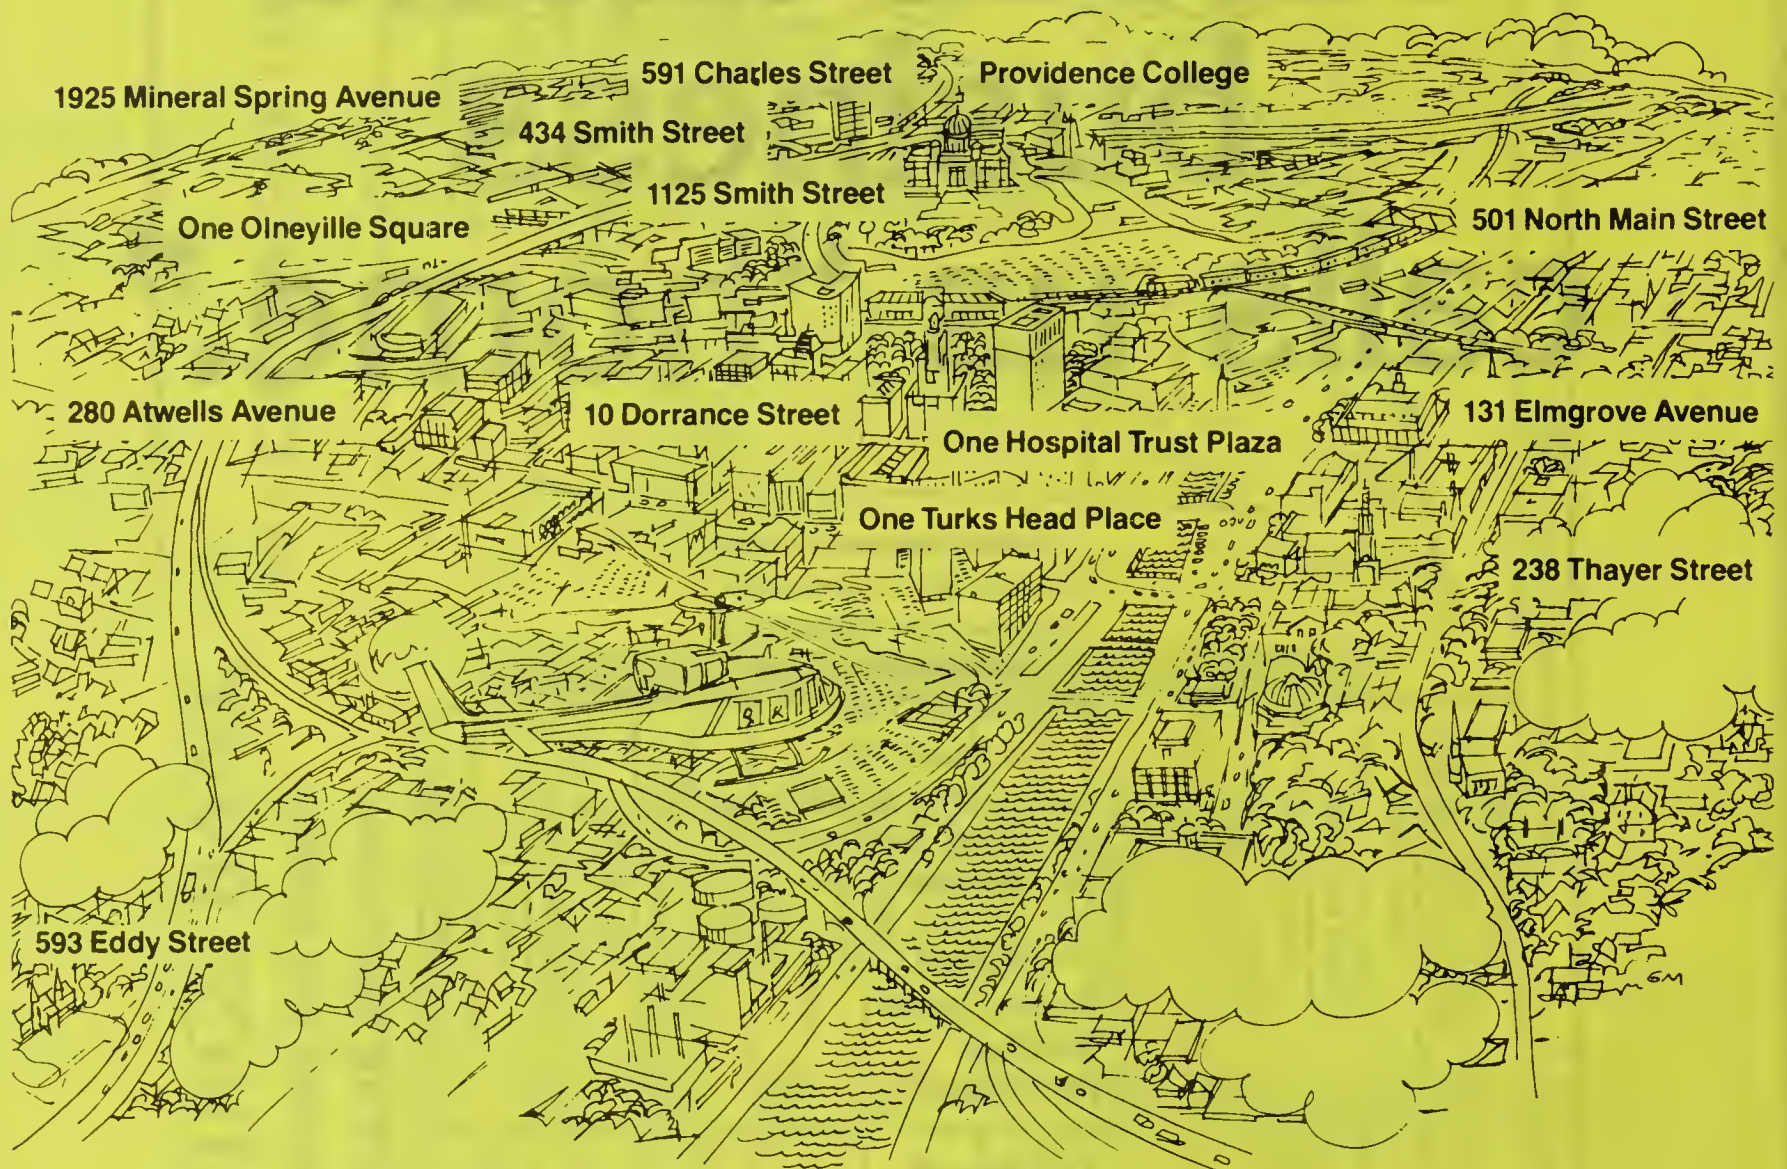 591 Charles Street
Providence College
1925 Mineral Spring Avenue
434 Smith Street
1125 Smith Street
One Olneyville Square
501 North Main Street
280 Atwells Avenue
10 Dorrance Street
131 Elmgrove Avenue
One Hospital Trust Plaza
One Turks Head Place
238 Thayer Street
593 Eddy Street
GM